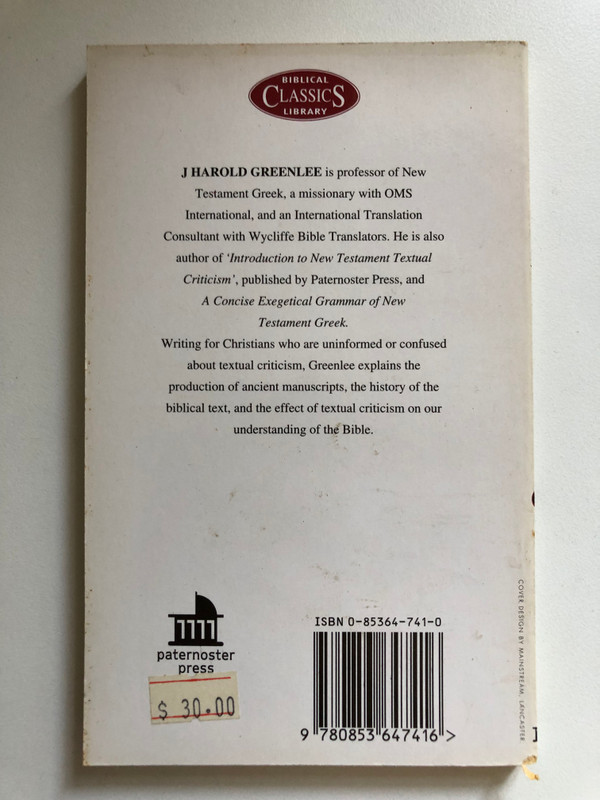 BIBLICAL
CLASSICS
LIBRARY
J HAROLD GREENLEE is professor of New
Testament Greek, a missionary with OMS
International, and an International Translation
Consultant with Wycliffe Bible Translators. He is also
author of ‘Introduction to New Testament Textual
Criticism’, published by Paternoster Press, and
A Concise Exegetical Grammar of New
Testament Greek.
Writing for Christians who are uninformed or confused
about textual criticism, Greenlee explains the
production of ancient manuscripts, the history of the
biblical text, and the effect of textual criticism on our
understanding of the Bible.
paternoster
press
$ 30.00
ISBN 0-85364-741-0
9 780853 647416 >
COVER DESIGN BY MAINSTREAM, LANCASTER